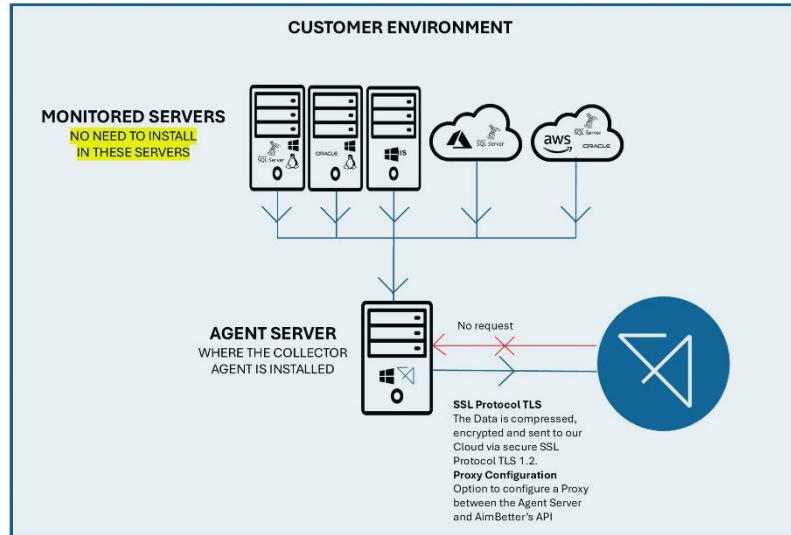 CUSTOMER ENVIRONMENT
MONITORED SERVERS
NO NEED TO INSTALL
IN THESE SERVERS
SQL Server
ORACLE
IIS
SQL Server
aws
SQL Server
ORACLE
AGENT SERVER
WHERE THE COLLECTOR
AGENT IS INSTALLED
No request
SSL Protocol TLS
The Data is compressed,
encrypted and sent to our
Cloud via secure SSL
Protocol TLS 1.2.
Proxy Configuration
Option to configure a Proxy
between the Agent Server
and AimBetter's API